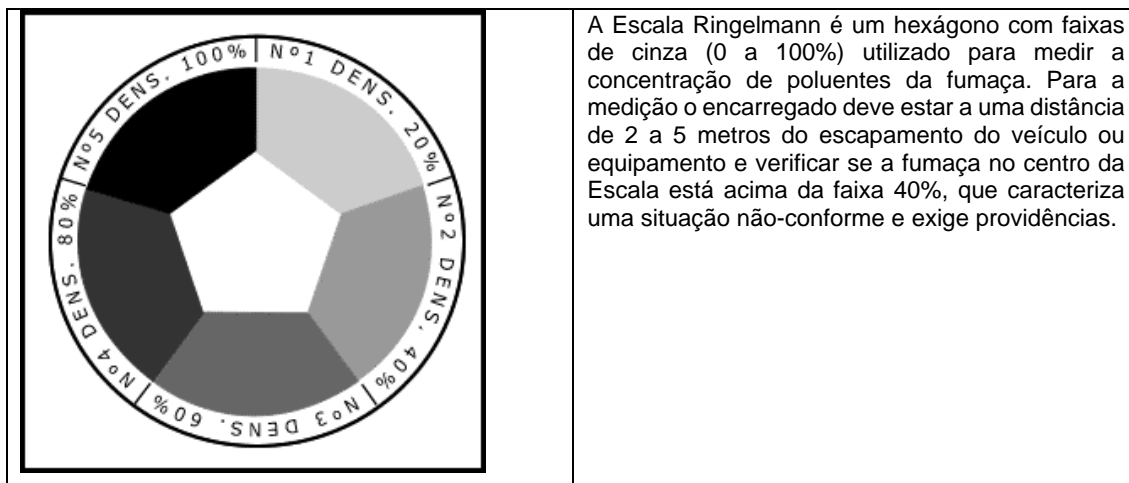 Nº1 DENS. 20%
Nº2 DENS. 40%
Nº3 DENS. 60%
Nº4 DENS. 80%
Nº5 DENS. 100%
A Escala Ringelmann é um hexágono com faixas
de cinza (0 a 100%) utilizado para medir a
concentração de poluentes da fumaça. Para a
medição o encarregado deve estar a uma distância
de 2 a 5 metros do escapamento do veículo ou
equipamento e verificar se a fumaça no centro da
Escala está acima da faixa 40%, que caracteriza
uma situação não-conforme e exige providências.